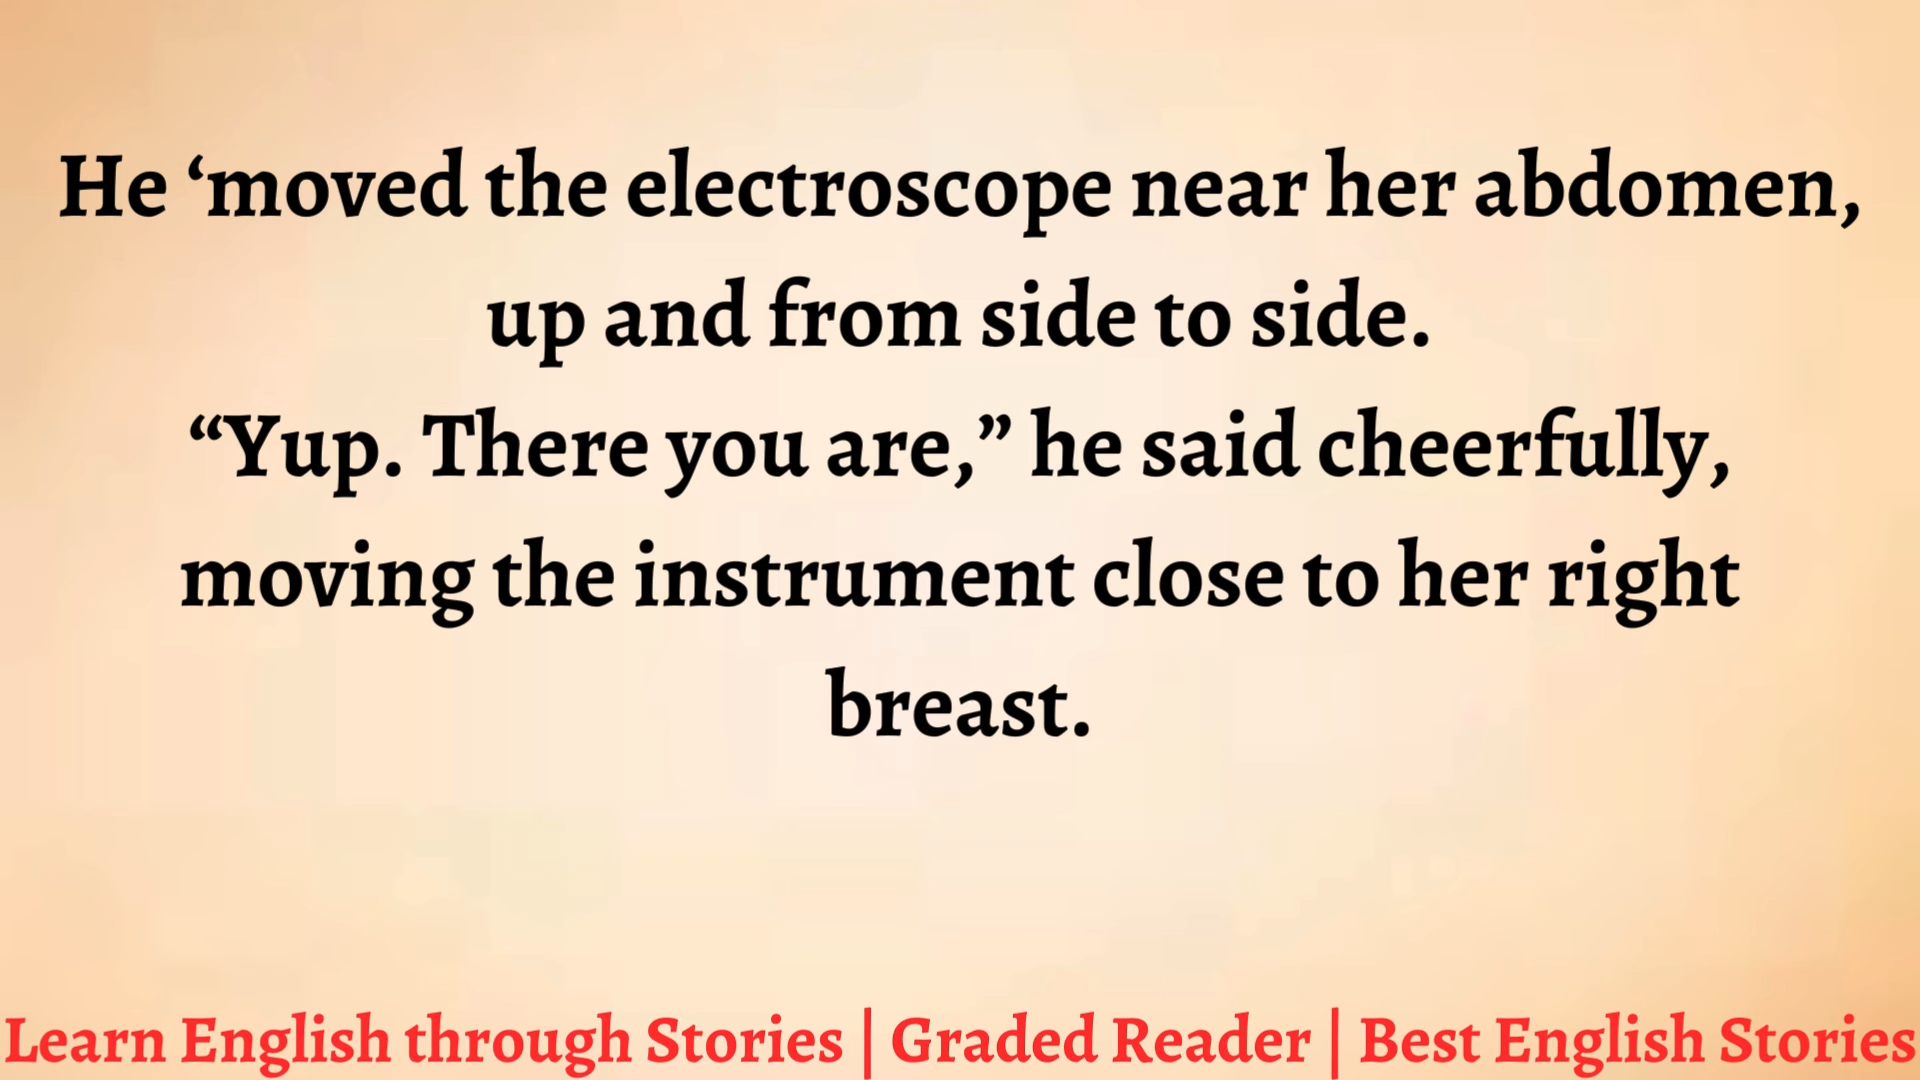 He ‘moved the electroscope near her abdomen,
up and from side to side.
“Yup. There you are,” he said cheerfully,
moving the instrument close to her right
breast.
Learn English through Stories | Graded Reader | Best English Stories